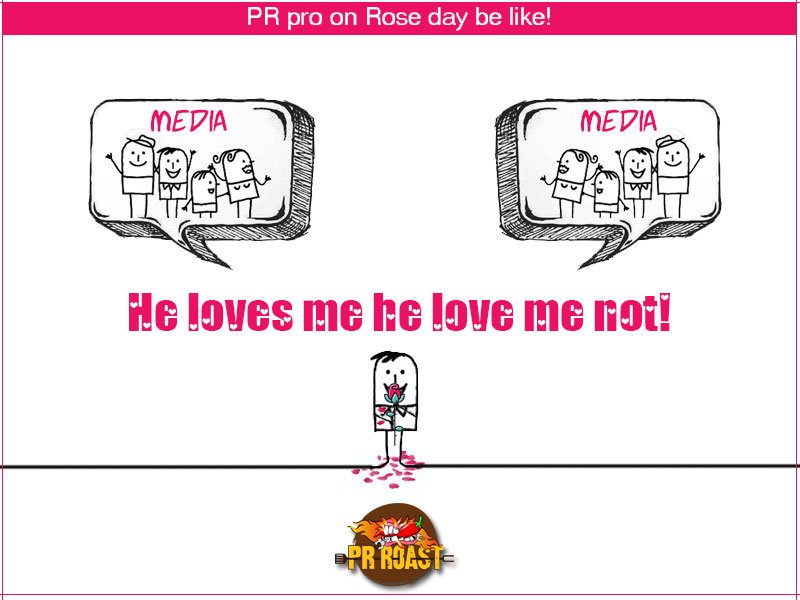 PR pro on Rose day be like!
MEDIA
MEDIA
He loves me he love me not!
PR ROAST